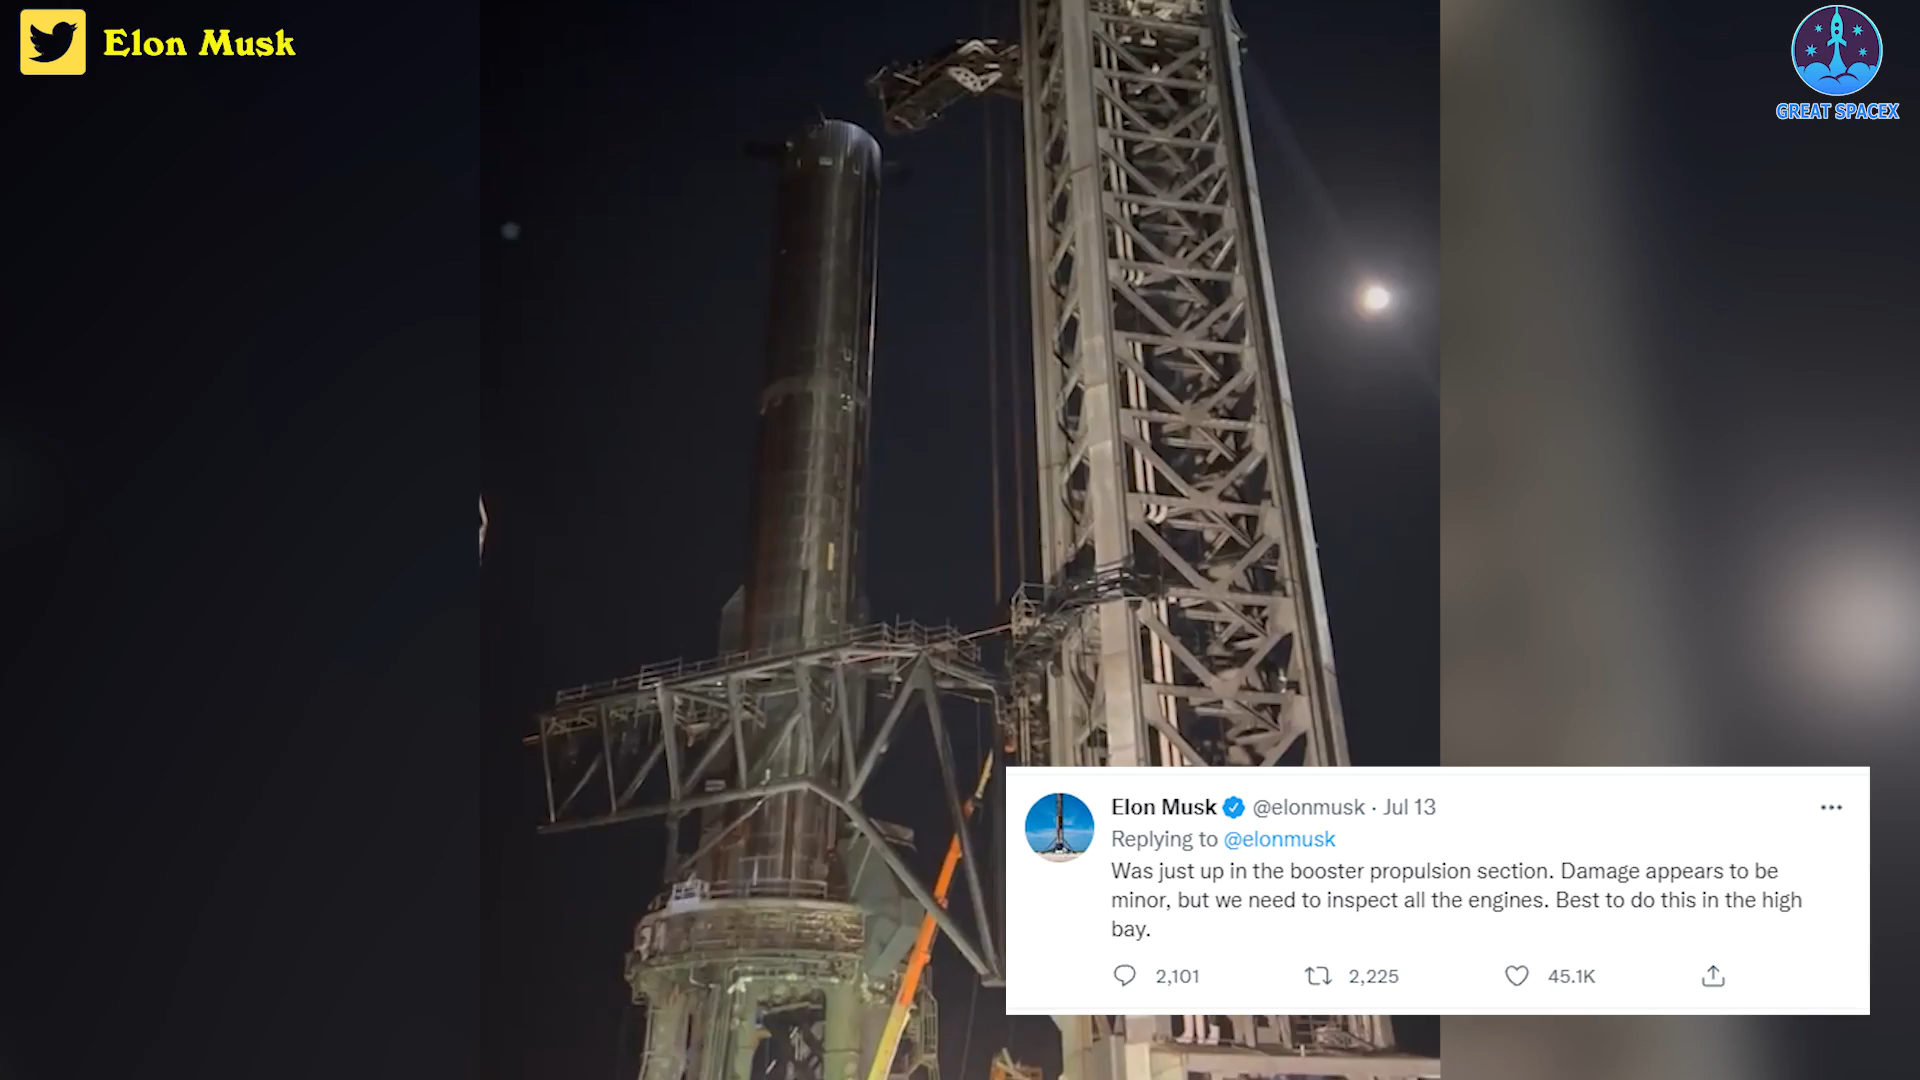 Elon Musk
GREAT SPACEX
Elon Musk @elonmusk · Jul 13
Replying to @elonmusk
Was just up in the booster propulsion section. Damage appears to be
minor, but we need to inspect all the engines. Best to do this in the high
bay.
2,101 2,225 45.1K